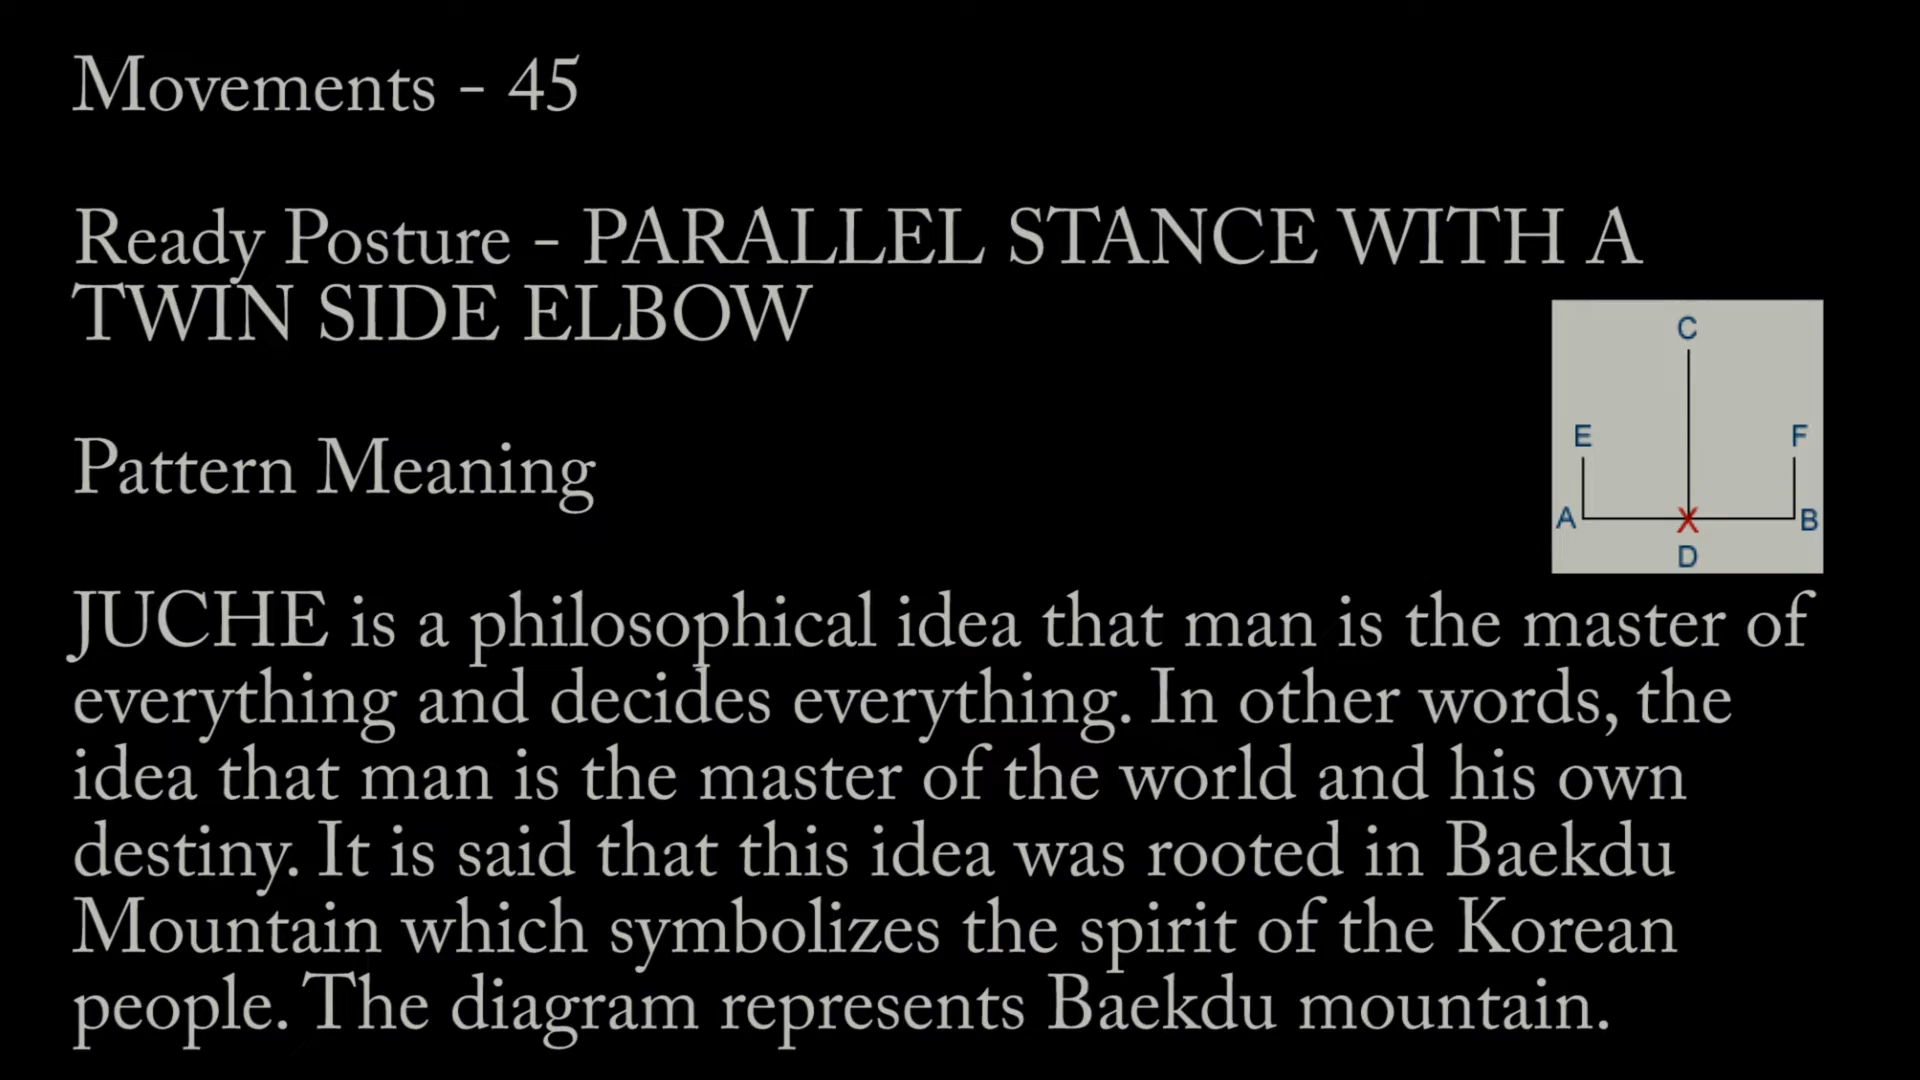 Movements - 45
Ready Posture - PARALLEL STANCE WITH A
TWIN SIDE ELBOW
C
E
F
Pattern Meaning
A
X
B
D
JUCHE is a philosophical idea that man is the master of
everything and decides everything. In other words, the
idea that man is the master of the world and his own
destiny. It is said that this idea was rooted in Baekdu
Mountain which symbolizes the spirit of the Korean
people. The diagram represents Baekdu mountain.